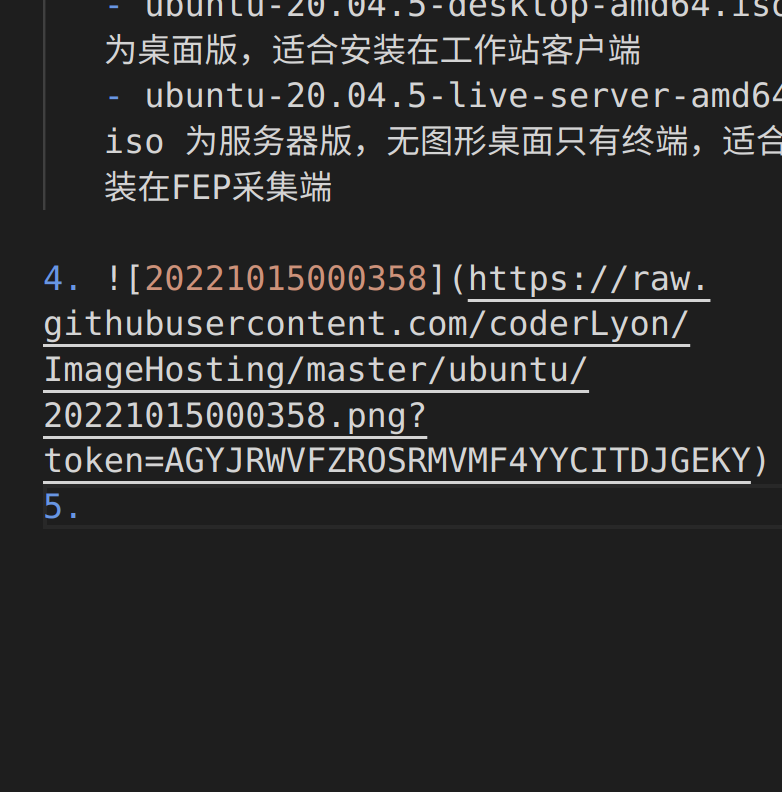 - ubuntu-20.04.5-desktop-amd64.iso
为桌面版，适合安装在工作站客户端
- ubuntu-20.04.5-live-server-amd64
iso 为服务器版，无图形桌面只有终端，适合
装在FEP采集端
4. ![20221015000358](https://raw.
githubusercontent.com/coderLyon/
ImageHosting/master/ubuntu/
20221015000358.png?
token=AGYJRWVFZROSRMVMF4YYCITDJGEKY)
5.